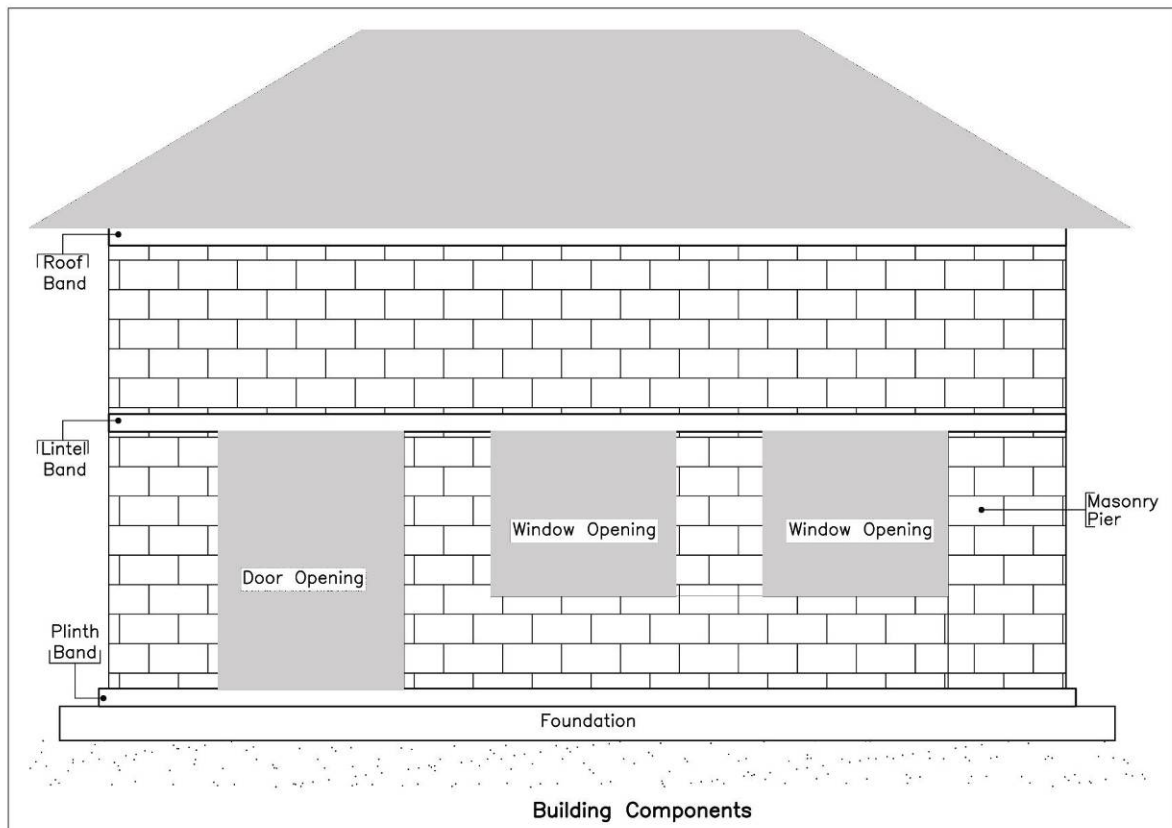 Roof
Band
Lintel
Band
Window Opening
Window Opening
Masonry
Pier
Door Opening
Plinth
Band
Foundation
Building Components